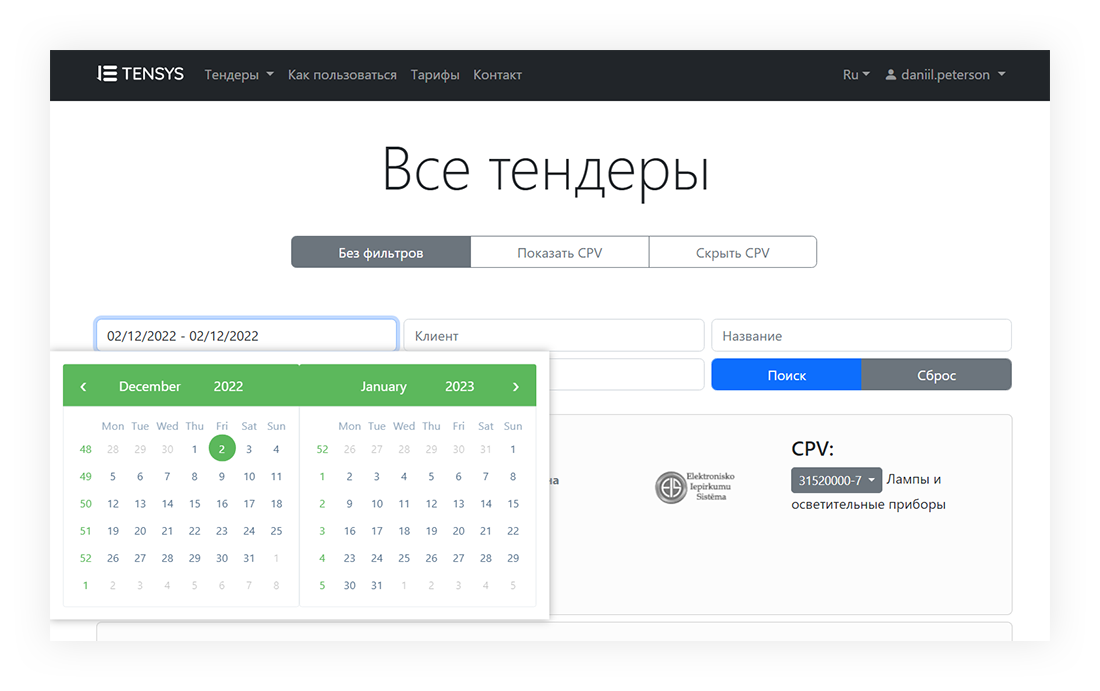 TENSYS Тендеры Как пользоваться Тарифы Контакт Ru daniil.peterson
Все тендеры
Без фильтров Показать CPV Скрыть CPV
02/12/2022 - 02/12/2022 Клиент Название
Поиск Сброс
‹ December 2022 January 2023 ›
Mon Tue Wed Thu Fri Sat Sun Mon Tue Wed Thu Fri Sat Sun
48 28 29 30 1 2 3 4 52 26 27 28 29 30 31 1
49 5 6 7 8 9 10 11 1 2 3 4 5 6 7 8
50 12 13 14 15 16 17 18 2 9 10 11 12 13 14 15
51 19 20 21 22 23 24 25 3 16 17 18 19 20 21 22
52 26 27 28 29 30 31 1 4 23 24 25 26 27 28 29
1 2 3 4 5 6 7 8 5 30 31 1 2 3 4 5
на
EIS
Elektronisko
Iepirkumu
Sistēma
CPV:
31520000-7 Лампы и
осветительные приборы